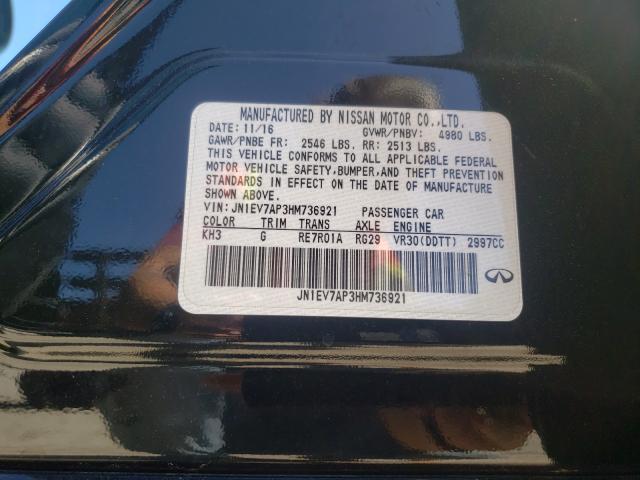 MANUFACTURED BY NISSAN MOTOR CO.,LTD.
DATE: 11/16 GVWR/PNBV: 4980 LBS.
GAWR/PNBE FR: 2546 LBS. RR: 2513 LBS.
THIS VEHICLE CONFORMS TO ALL APPLICABLE FEDERAL
MOTOR VEHICLE SAFETY,BUMPER,AND THEFT PREVENTION
STANDARDS IN EFFECT ON THE DATE OF MANUFACTURE
SHOWN ABOVE.
VIN: JN1EV7AP3HM736921 PASSENGER CAR
COLOR TRIM TRANS AXLE ENGINE
KH3 G RE7R01A RG29 VR30(DDTT) 2997CC
JN1EV7AP3HM736921